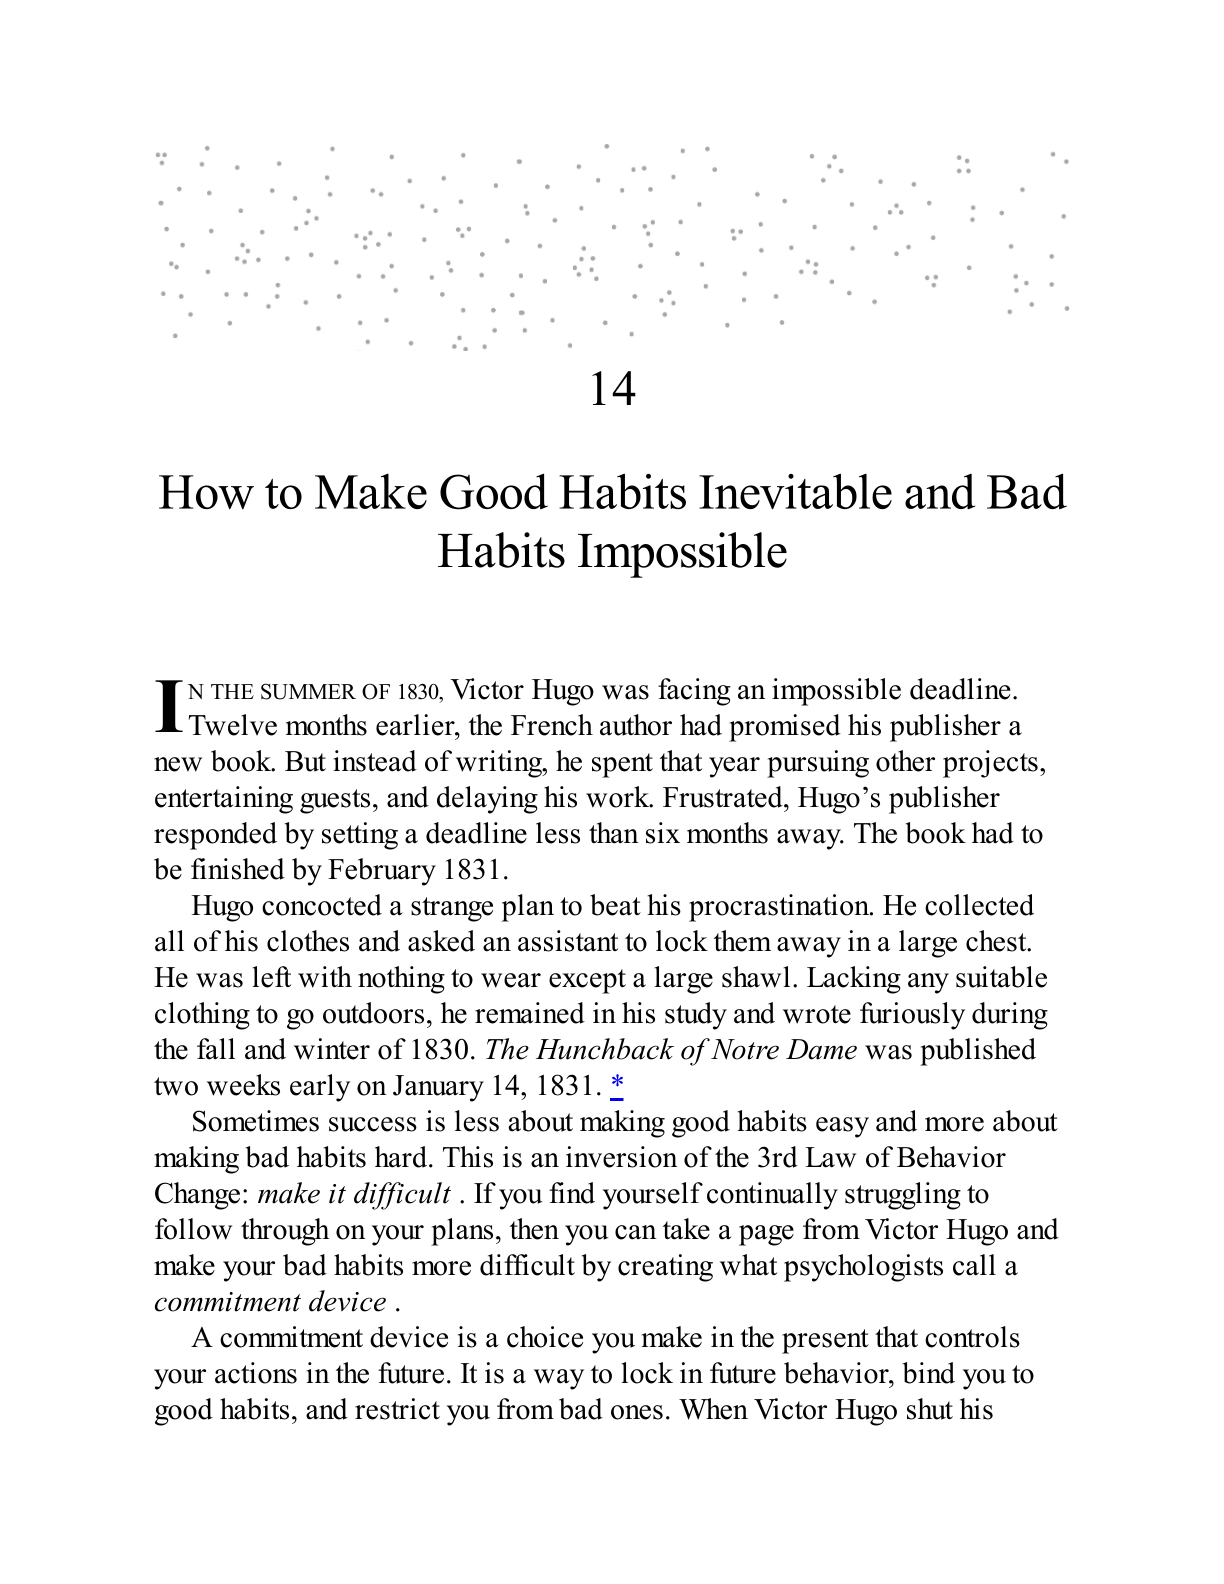 14
How to Make Good Habits Inevitable and Bad
Habits Impossible
IN THE SUMMER OF 1830, Victor Hugo was facing an impossible deadline.
Twelve months earlier, the French author had promised his publisher a
new book. But instead of writing, he spent that year pursuing other projects,
entertaining guests, and delaying his work. Frustrated, Hugo’s publisher
responded by setting a deadline less than six months away. The book had to
be finished by February 1831.
Hugo concocted a strange plan to beat his procrastination. He collected
all of his clothes and asked an assistant to lock them away in a large chest.
He was left with nothing to wear except a large shawl. Lacking any suitable
clothing to go outdoors, he remained in his study and wrote furiously during
the fall and winter of 1830. The Hunchback of Notre Dame was published
two weeks early on January 14, 1831. *
Sometimes success is less about making good habits easy and more about
making bad habits hard. This is an inversion of the 3rd Law of Behavior
Change: make it difficult . If you find yourself continually struggling to
follow through on your plans, then you can take a page from Victor Hugo and
make your bad habits more difficult by creating what psychologists call a
commitment device .
A commitment device is a choice you make in the present that controls
your actions in the future. It is a way to lock in future behavior, bind you to
good habits, and restrict you from bad ones. When Victor Hugo shut his